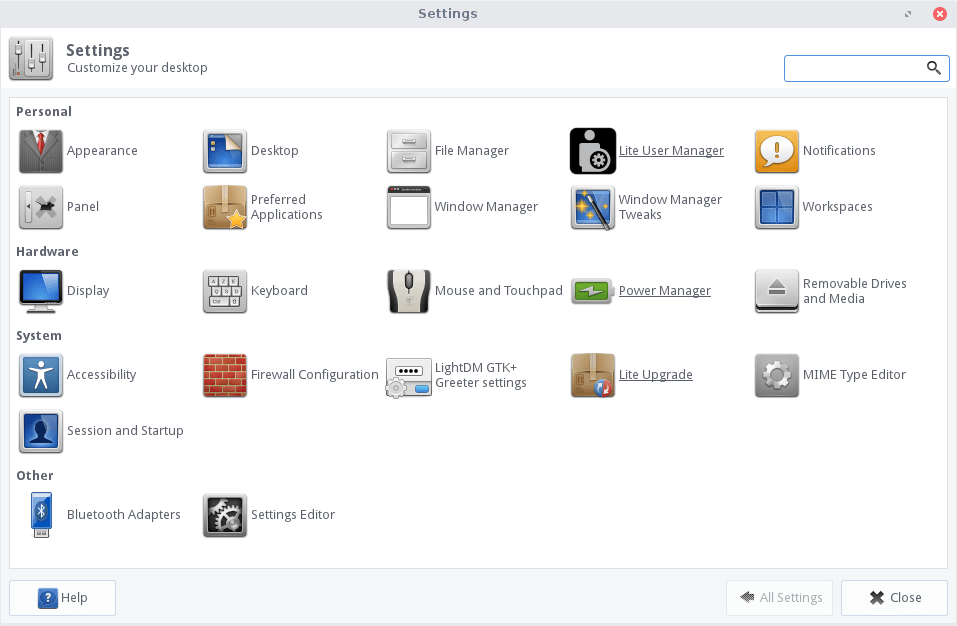 Settings
Settings
Customize your desktop
Personal
Appearance
Desktop
File Manager
Lite User Manager
Notifications
Panel
Preferred
Applications
Window Manager
Window Manager
Tweaks
Workspaces
Hardware
Display
Keyboard
Mouse and Touchpad
Power Manager
Removable Drives
and Media
System
Accessibility
Firewall Configuration
LightDM GTK+
Greeter settings
Lite Upgrade
MIME Type Editor
Session and Startup
Other
Bluetooth Adapters
Settings Editor
Help
All Settings
Close